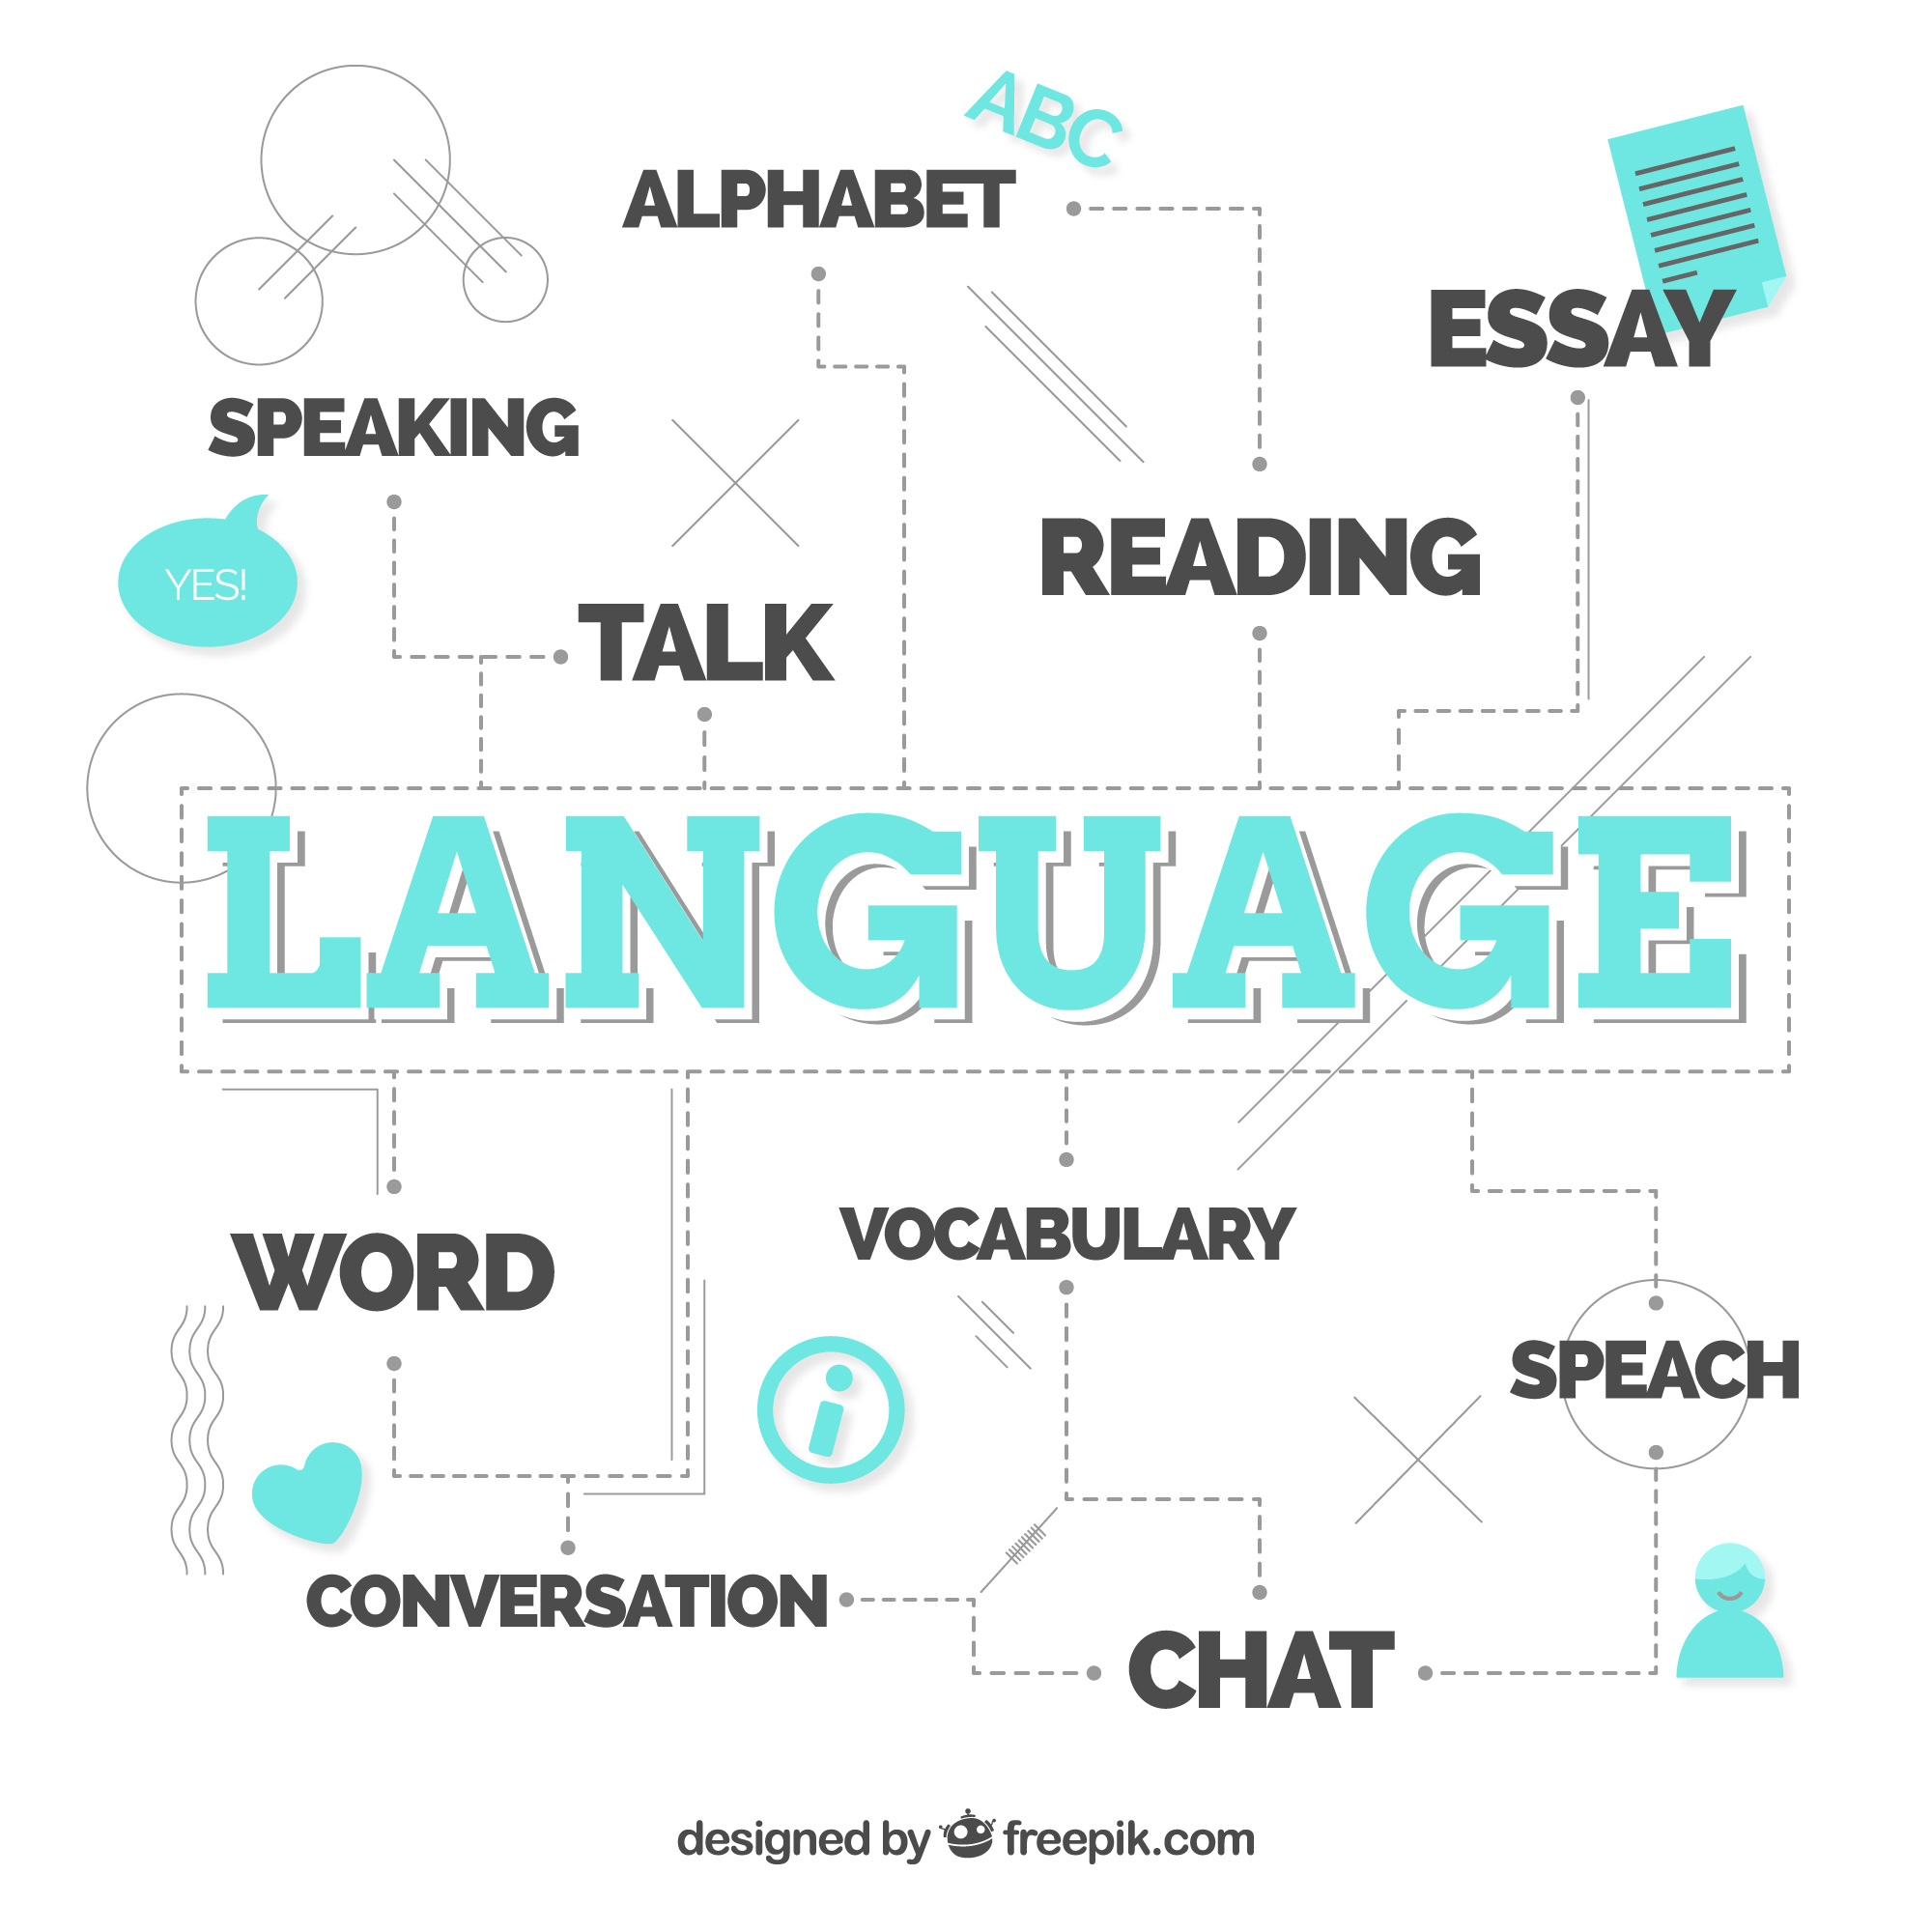 ABC
ALPHABET
ESSAY
SPEAKING
READING
YES!
TALK
LANGUAGE
WORD
VOCABULARY
SPEACH
i
CONVERSATION
CHAT
designed by freepik.com